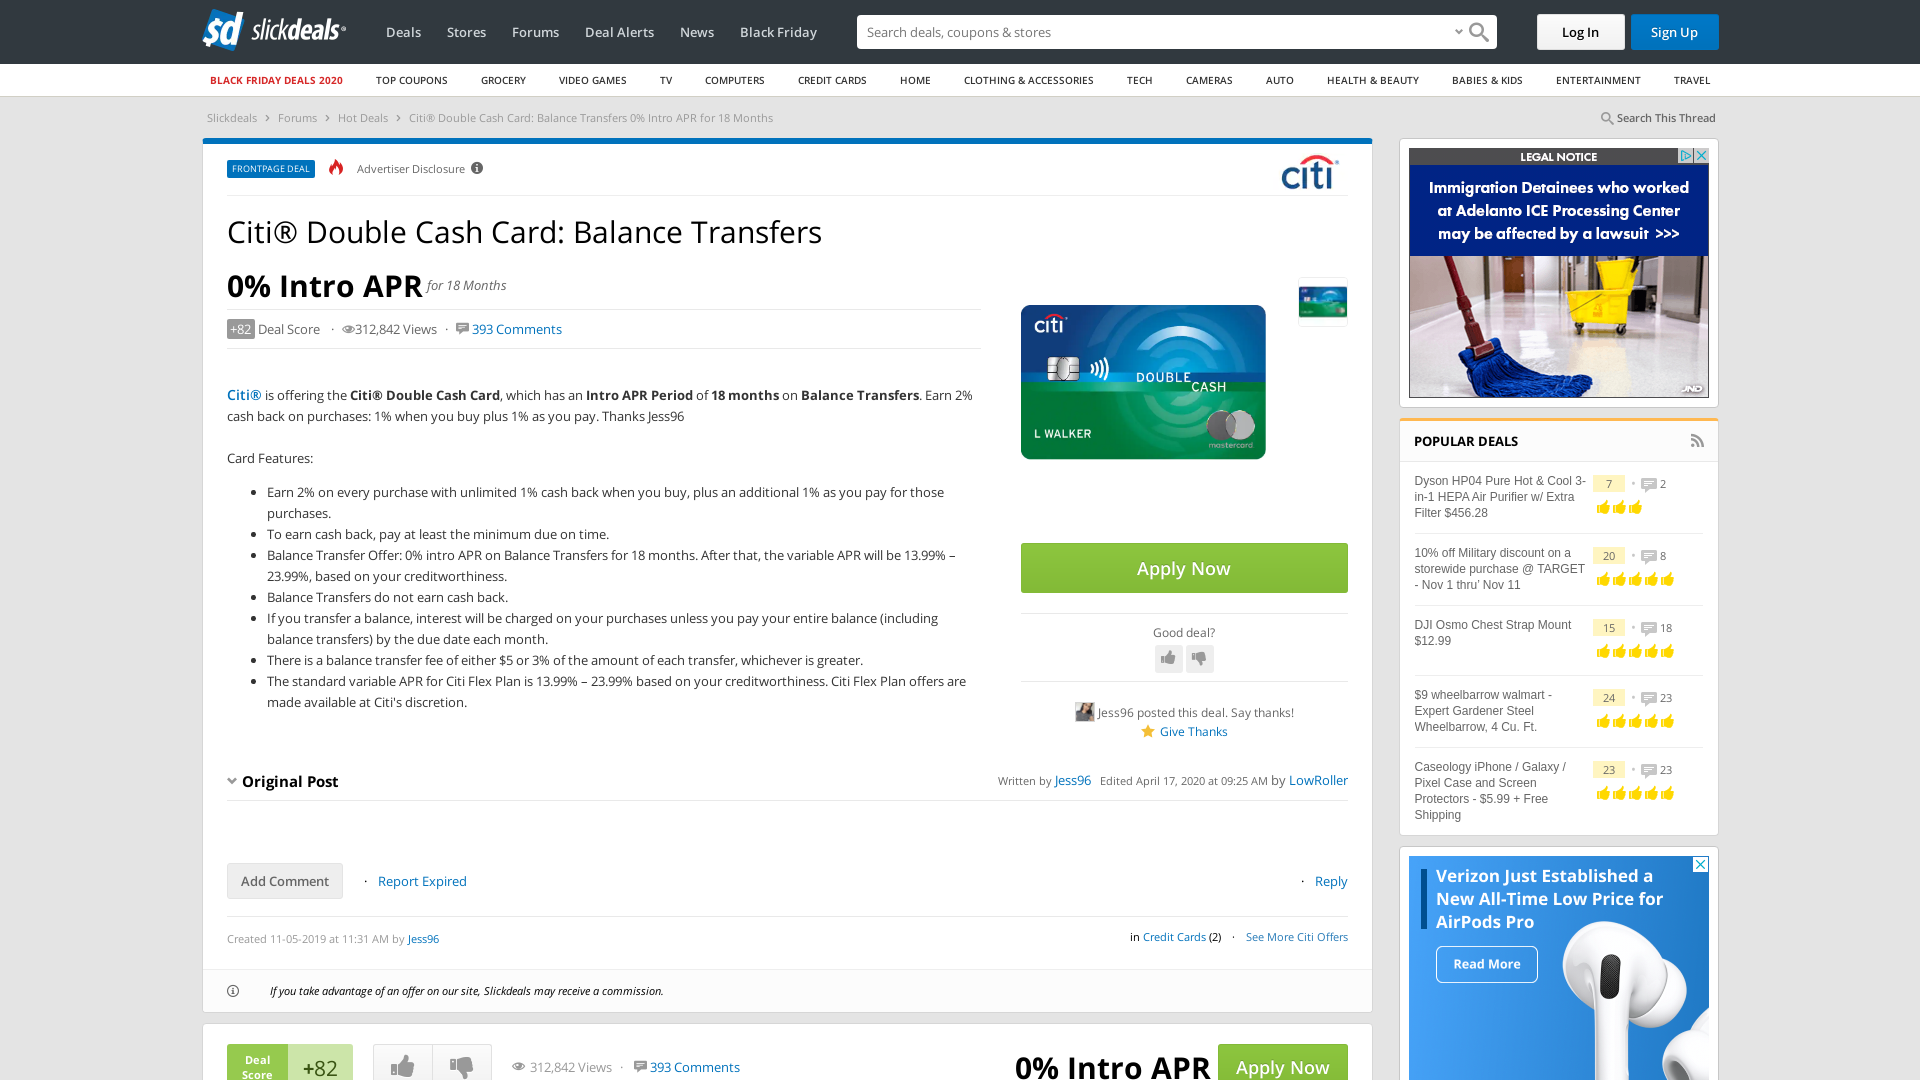 slickdeals
Deals
Stores
Forums
Deal Alerts
News
Black Friday
Search deals, coupons & shops
Log In
Sign Up
BLACK FRIDAY DEALS 2020
TOP COUPONS
GROCERY
VIDEO GAMES
TV
COMPUTERS
CREDIT CARDS
HOME
CLOTHING & ACCESSORIES
TECH
CAMERAS
AUTO
HEALTH & BEAUTY
BABIES & KIDS
ENTERTAINMENT
TRAVEL
Slickdeals › Forums › Hot Deals › Citi® Double Cash Card: Balance Transfers 0% Intro APR for 18 Months
Search This Thread
FRONTPAGE DEAL
Advertiser Disclosure
citi
Citi® Double Cash Card: Balance Transfers
0% Intro APR for 18 Months
+82 Deal Score · 312,842 Views · 393 Comments
Citi® is offering the Citi® Double Cash Card, which has an Intro APR Period of 18 months on Balance Transfers. Earn 2%
cash back on purchases: 1% when you buy plus 1% as you pay. Thanks Jess96
Card Features:
• Earn 2% on every purchase with unlimited 1% cash back when you buy, plus an additional 1% as you pay for those
purchases.
• To earn cash back, pay at least the minimum due on time.
• Balance Transfer Offer: 0% intro APR on Balance Transfers for 18 months. After that, the variable APR will be 13.99% –
23.99%, based on your creditworthiness.
• Balance Transfers do not earn cash back.
• If you transfer a balance, interest will be charged on your purchases unless you pay your entire balance (including
balance transfers) by the due date each month.
• There is a balance transfer fee of either $5 or 3% of the amount of each transfer, whichever is greater.
• The standard variable APR for Citi Flex Plan is 13.99% – 23.99% based on your creditworthiness. Citi Flex Plan offers are
made available at Citi's discretion.
citi
DOUBLE
CASH
L WALKER
mastercard
Apply Now
Good deal?
Jess96 posted this deal. Say thanks!
Give Thanks
Original Post
Written by Jess96 Edited April 17, 2020 at 09:25 AM by LowRoller
Add Comment
· Report Expired
· Reply
Created 11-05-2019 at 11:31 AM by Jess96
in Credit Cards (2) · See More Citi Offers
If you take advantage of an offer on our site, Slickdeals may receive a commission.
Deal
Score
+82
312,842 Views · 393 Comments
0% Intro APR
Apply Now
LEGAL NOTICE
Immigration Detainees who worked
at Adelanto ICE Processing Center
may be affected by a lawsuit >>>
JND
POPULAR DEALS
Dyson HP04 Pure Hot & Cool 3-
in-1 HEPA Air Purifier w/ Extra
Filter $456.28
7 • 2
10% off Military discount on a
storewide purchase @ TARGET
- Nov 1 thru’ Nov 11
20 • 8
DJI Osmo Chest Strap Mount
$12.99
15 • 18
$9 wheelbarrow walmart -
Expert Gardener Steel
Wheelbarrow, 4 Cu. Ft.
24 • 23
Caseology iPhone / Galaxy /
Pixel Case and Screen
Protectors - $5.99 + Free
Shipping
23 • 23
Verizon Just Established a
New All-Time Low Price for
AirPods Pro
Read More